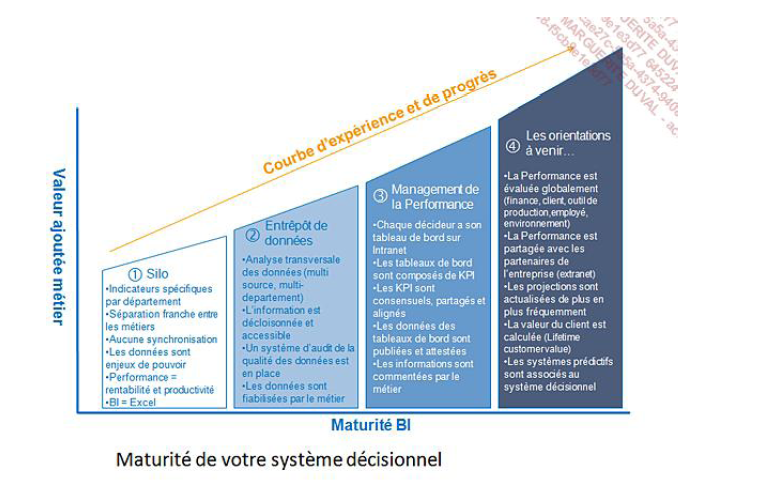 Courbe d'expérience et de progrès
Valeur ajoutée métier
① Silo
•Indicateurs spécifiques
par département
•Séparation franche entre
les métiers
•Aucune synchronisation
•Les données sont
enjeux de pouvoir
•Performance =
rentabilité et productivité
•BI = Excel
② Entrêpôt de
données
•Analyse transversale
des données (multi
source, multi-
departement)
•L'information est
décloisonnée et
accessible
•Un système d'audit de la
qualité des données est
en place
•Les données sont
fiabilisées par le métier
③ Management de
la Performance
•Chaque décideur a son
tableau de bord sur
Intranet
•Les tableaux de bord
sont composés de KPI
•Les KPI sont
consensuels, partagés et
alignés
•Les données des
tableaux de bord sont
publiées et attestées
•Les informations sont
commentées par le
métier
④ Les orientations
à venir…
•La Performance est
évaluée globalement
(finance, client, outil de
production,employé,
environnement)
•La Performance est
partagée avec les
partenaires de
l'entreprise (extranet)
•Les projections sont
actualisées de plus en
plus fréquemment
•La valeur du client est
calculée (Lifetime
customer value)
•Les systèmes prédictifs
sont associés au
système décisionnel
Maturité BI
Maturité de votre système décisionnel
MARGUERITE DUVAL